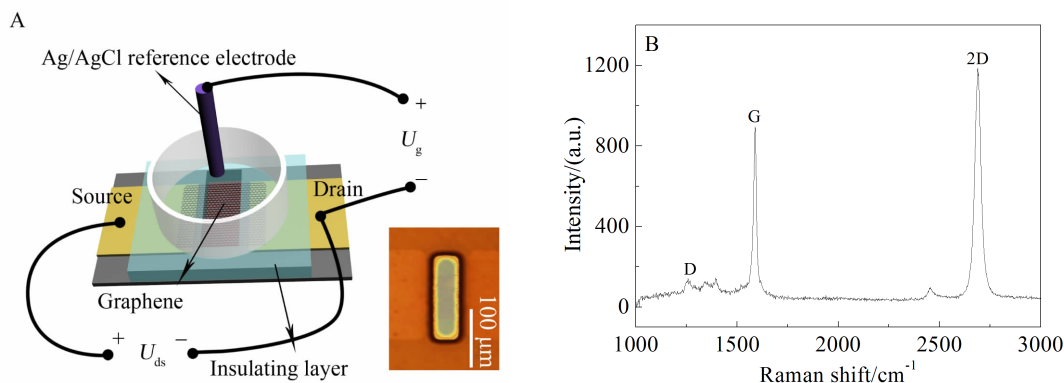 A
Ag/AgCl reference electrode
+
Ug
−
Source
Drain
Graphene
+
Uds
−
Insulating layer
100 μm
B
2D
G
D
1200
800
400
0
Intensity/(a.u.)
1000
1500
2000
2500
3000
Raman shift/cm⁻¹